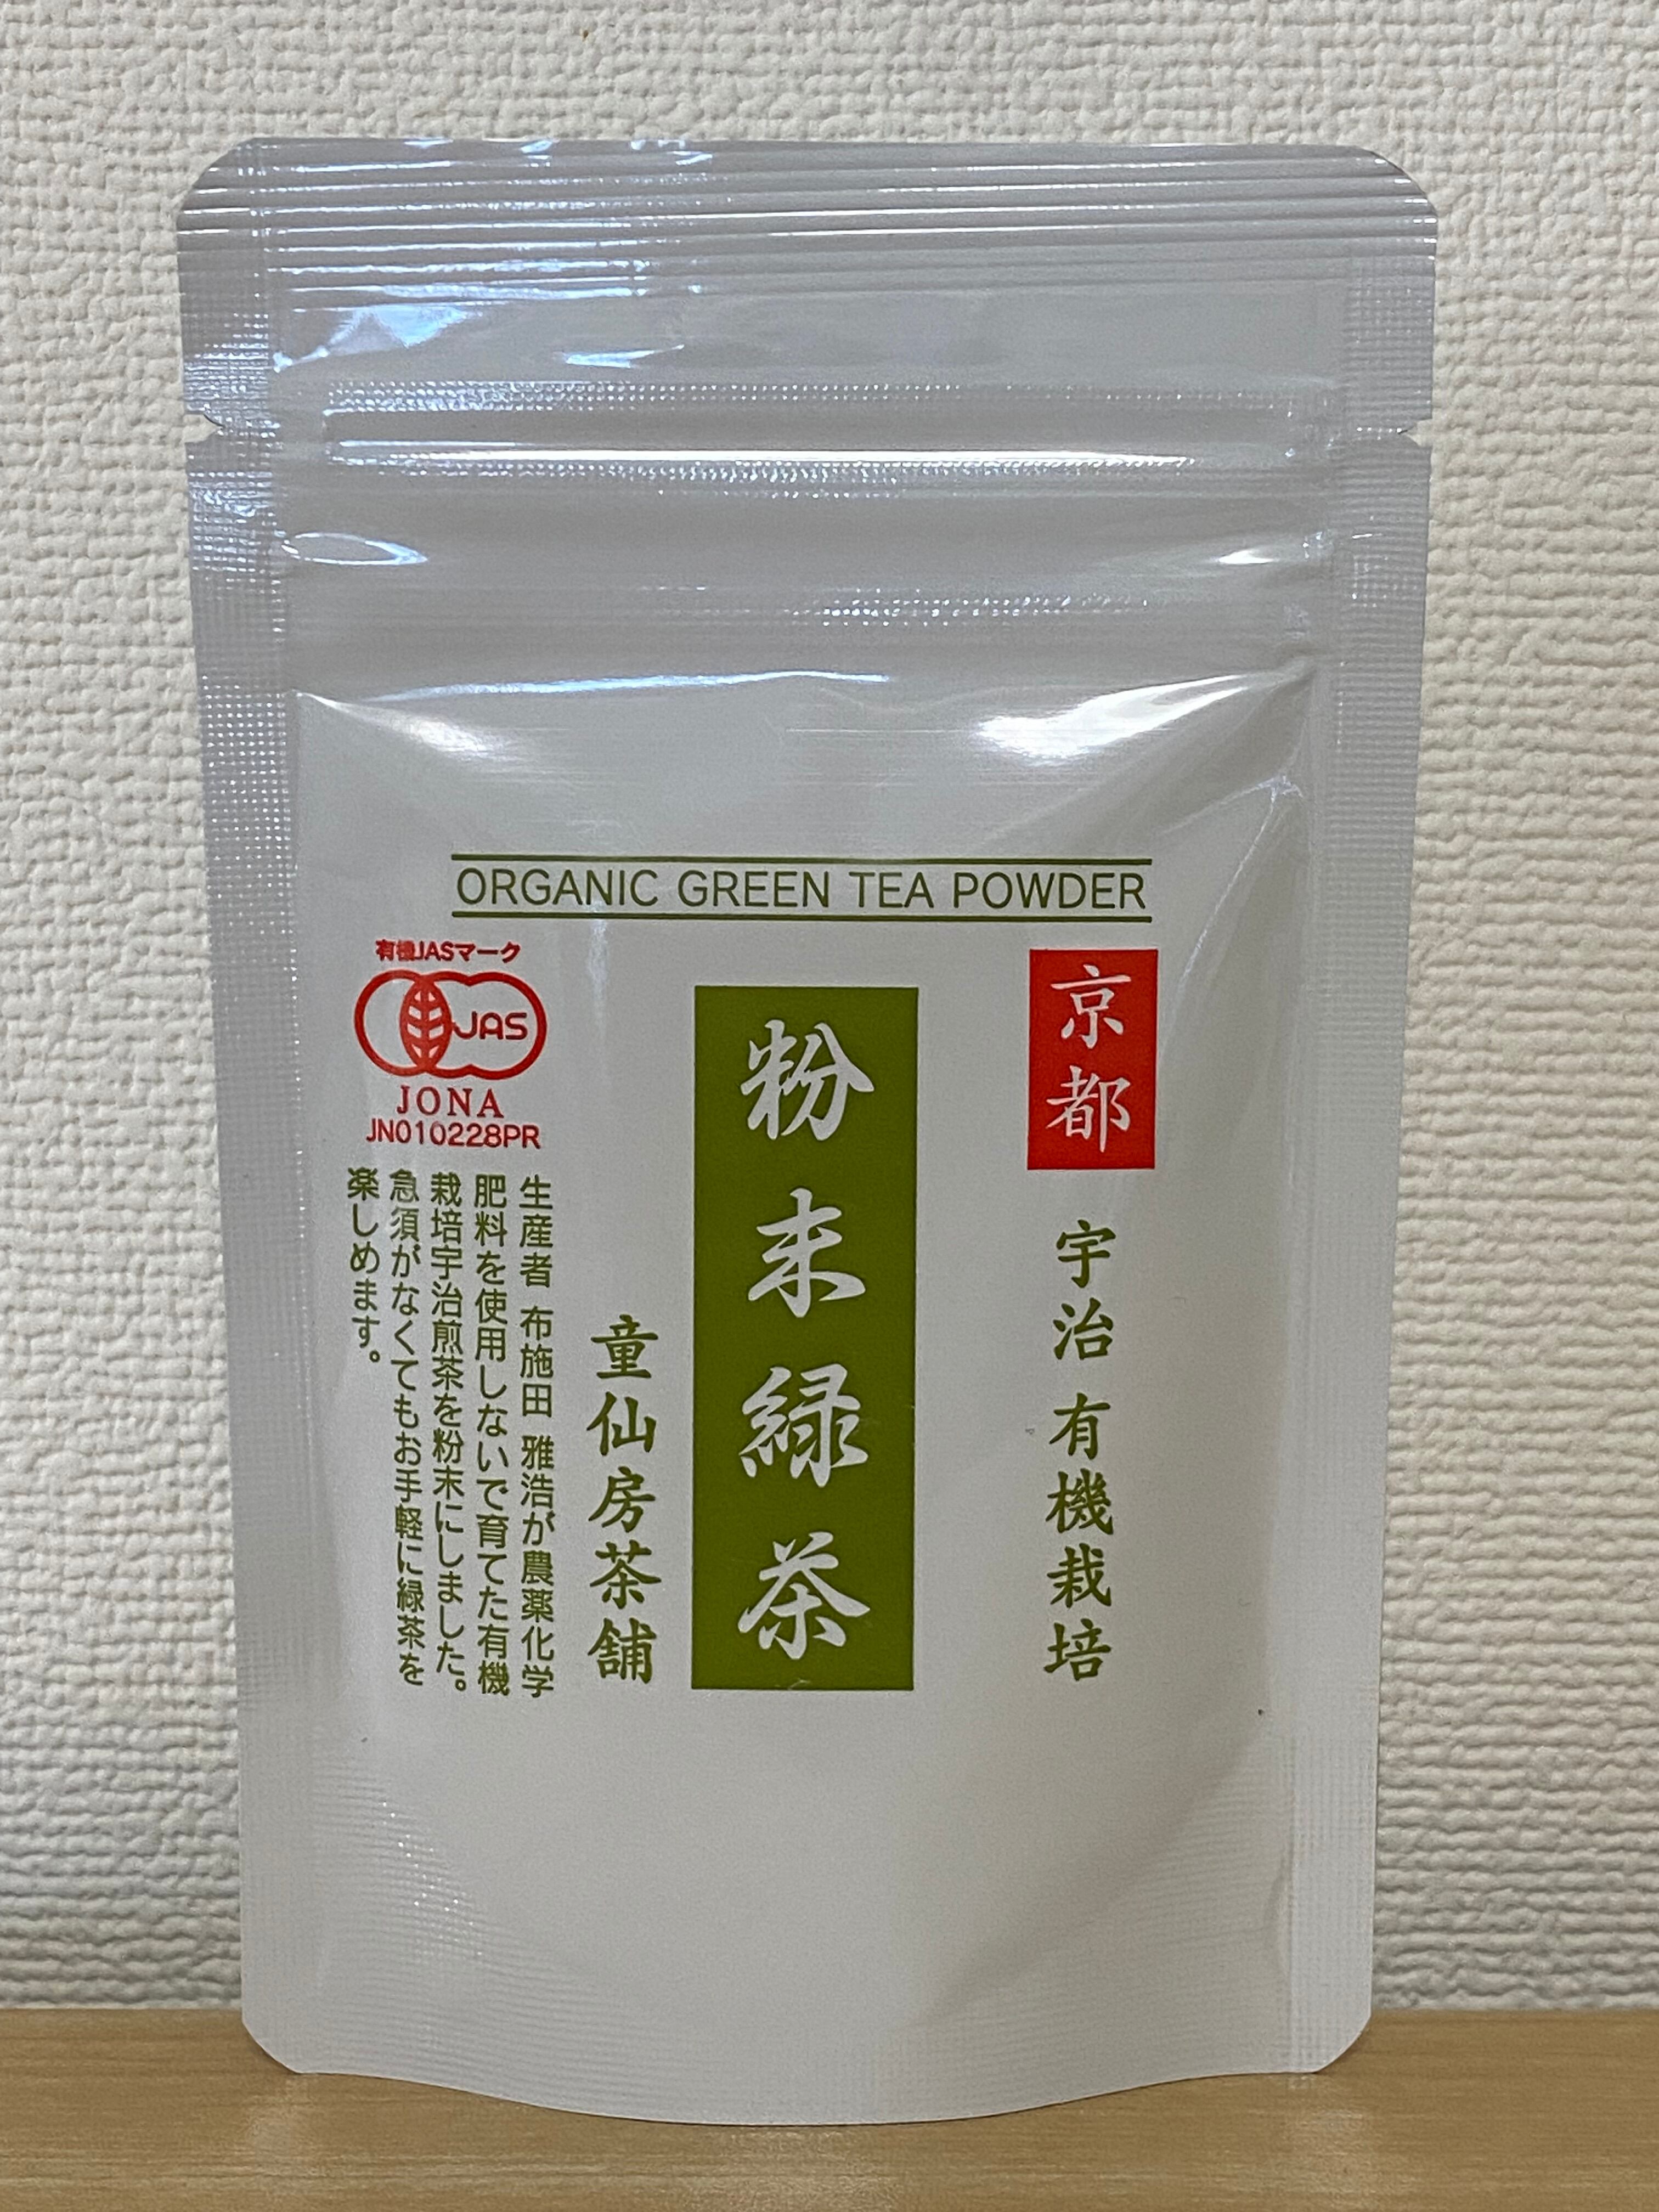 ORGANIC GREEN TEA POWDER
京都
宇治 有機栽培
粉末緑茶
童仙房茶舗
有機JASマーク
JAS
JONA
JN010228PR
生産者 布施田 雅浩が農薬化学
肥料を使用しないで育てた有機
栽培宇治煎茶を粉末にしました。
急須がなくてもお手軽に緑茶を
楽しめます。